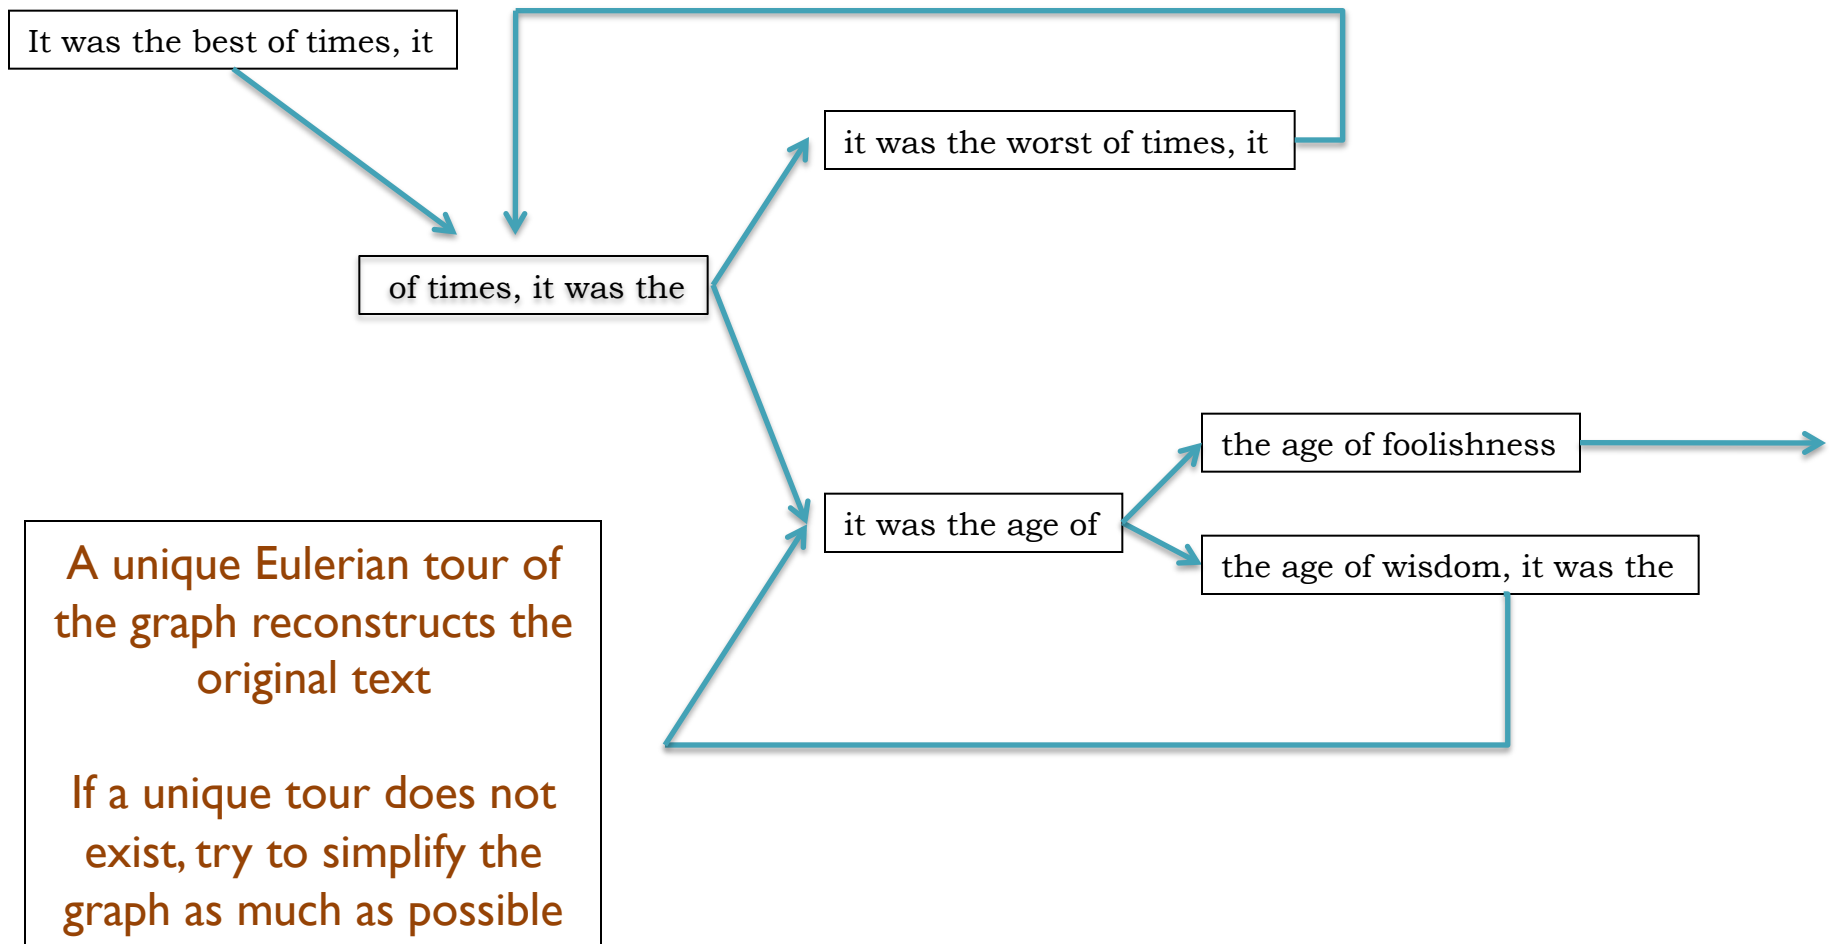 It was the best of times, it
it was the worst of times, it
of times, it was the
the age of foolishness
it was the age of
the age of wisdom, it was the
A unique Eulerian tour of
the graph reconstructs the
original text
If a unique tour does not
exist, try to simplify the
graph as much as possible